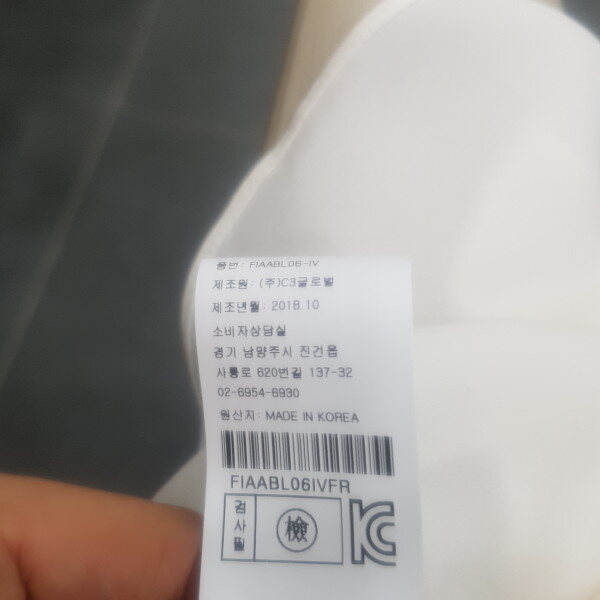 품번: FIAABL06-IV
제조원: (주)C3글로벌
제조년월: 2018.10
소비자상담실
경기 남양주시 진건읍
사릉로 620번길 137-32
02-6954-6930
원산지: MADE IN KOREA
FIAABL06IVFR
검사필
檢
KC